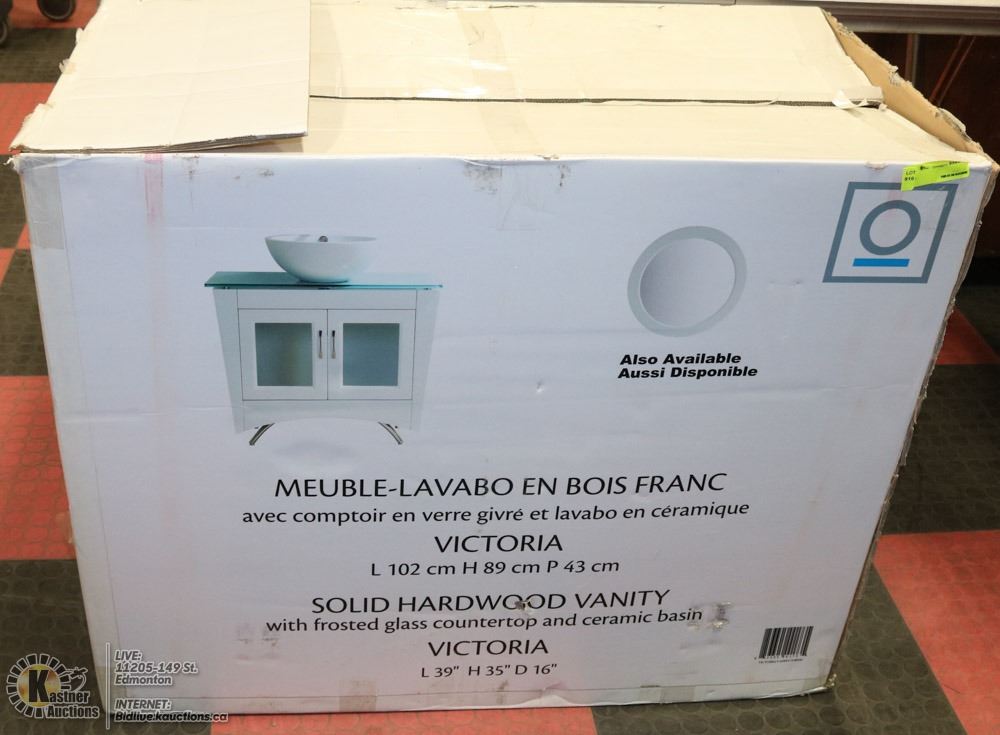 LOT
Also Available
Aussi Disponible
MEUBLE-LAVABO EN BOIS FRANC
avec comptoir en verre givré et lavabo en céramique
VICTORIA
L 102 cm H 89 cm P 43 cm
SOLID HARDWOOD VANITY
with frosted glass countertop and ceramic basin
VICTORIA
L 39” H 35” D 16”
Kastner
Auctions
LIVE:
11205-149 St.
Edmonton
INTERNET:
Bidlive.kauctions.ca